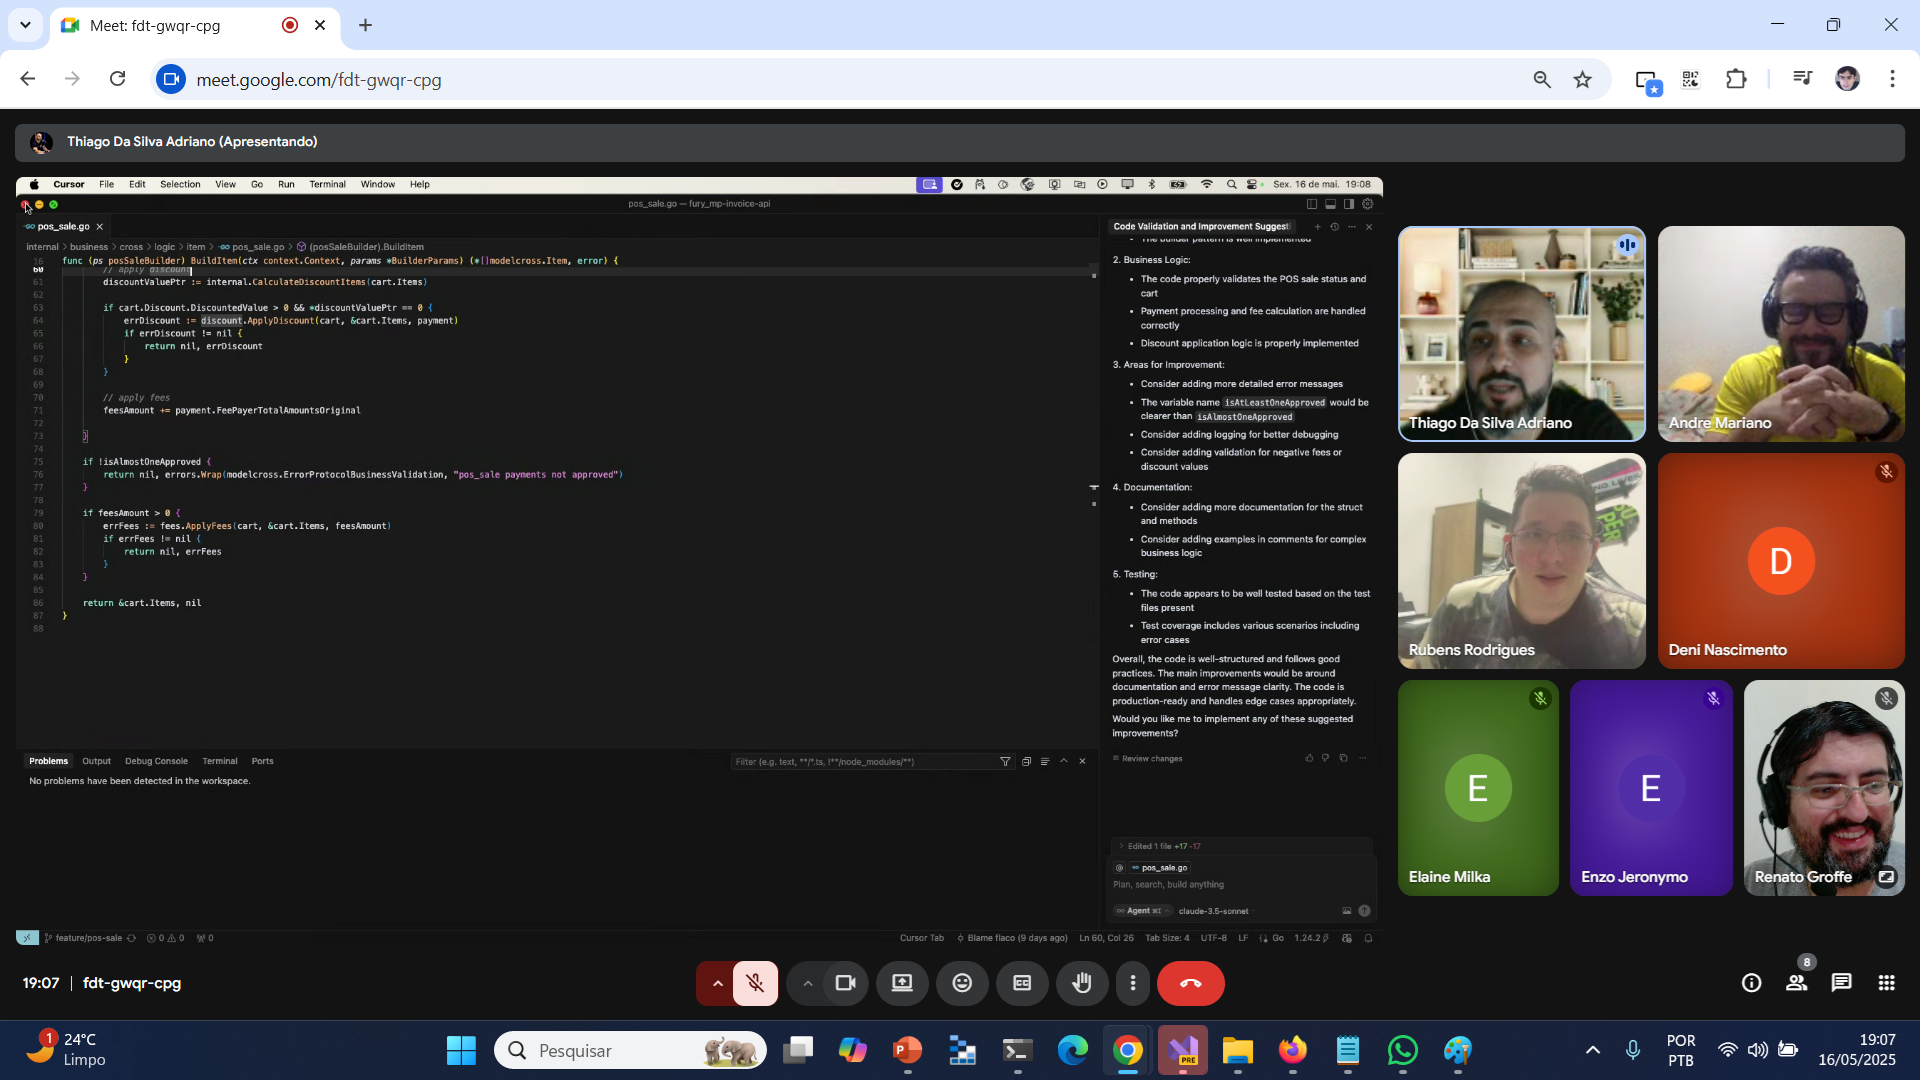 Meet: fdt-gwqr-cpg
meet.google.com/fdt-gwqr-cpg
Thiago Da Silva Adriano (Apresentando)
Cursor File Edit Selection View Go Run Terminal Window Help
Sex. 16 de mai. 19:08
pos_sale.go — fury_mp-invoice-api
pos_sale.go
internal > business > cross > logic > item > pos_sale.go > (posSaleBuilder).BuildItem
16 func (ps posSaleBuilder) BuildItem(ctx context.Context, params *BuilderParams) (*[]modelcross.Item, error) {
60 // apply discount
61 discountValuePtr := internal.CalculateDiscountItems(cart.Items)
62
63 if cart.Discount.DiscountedValue > 0 && *discountValuePtr == 0 {
64 errDiscount := discount.ApplyDiscount(cart, &cart.Items, payment)
65 if errDiscount != nil {
66 return nil, errDiscount
67 }
68 }
69
70 // apply fees
71 feesAmount += payment.FeePayerTotalAmountsOriginal
72
73 }
74
75 if !isAlmostOneApproved {
76 return nil, errors.Wrap(modelcross.ErrorProtocolBusinessValidation, "pos_sale payments not approved")
77 }
78
79 if feesAmount > 0 {
80 errFees := fees.ApplyFees(cart, &cart.Items, feesAmount)
81 if errFees != nil {
82 return nil, errFees
83 }
84 }
85
86 return &cart.Items, nil
87 }
88
Code Validation and Improvement Suggesti
• The builder pattern is well implemented
2. Business Logic:
• The code properly validates the POS sale status and
cart
• Payment processing and fee calculation are handled
correctly
• Discount application logic is properly implemented
3. Areas for Improvement:
• Consider adding more detailed error messages
• The variable name isAtLeastOneApproved would be
clearer than isAlmostOneApproved
• Consider adding logging for better debugging
• Consider adding validation for negative fees or
discount values
4. Documentation:
• Consider adding more documentation for the struct
and methods
• Consider adding examples in comments for complex
business logic
5. Testing:
• The code appears to be well tested based on the test
files present
• Test coverage includes various scenarios including
error cases
Overall, the code is well-structured and follows good
practices. The main improvements would be around
documentation and error message clarity. The code is
production-ready and handles edge cases appropriately.
Would you like me to implement any of these suggested
improvements?
Review changes
Edited 1 file +17 -17
@ pos_sale.go
Plan, search, build anything
Agent ⌘I claude-3.5-sonnet
Problems Output Debug Console Terminal Ports
Filter (e.g. text, **/*.ts, !**/node_modules/**)
No problems have been detected in the workspace.
feature/pos-sale 0 0 0
Cursor Tab Blame flaco (9 days ago) Ln 60, Col 26 Tab Size: 4 UTF-8 LF Go 1.24.2
Thiago Da Silva Adriano
Andre Mariano
Rubens Rodrigues
D
Deni Nascimento
E
Elaine Milka
E
Enzo Jeronymo
Renato Groffe
19:07 | fdt-gwqr-cpg
CC
8
1
24°C
Limpo
Pesquisar
PRE
POR
PTB
19:07
16/05/2025